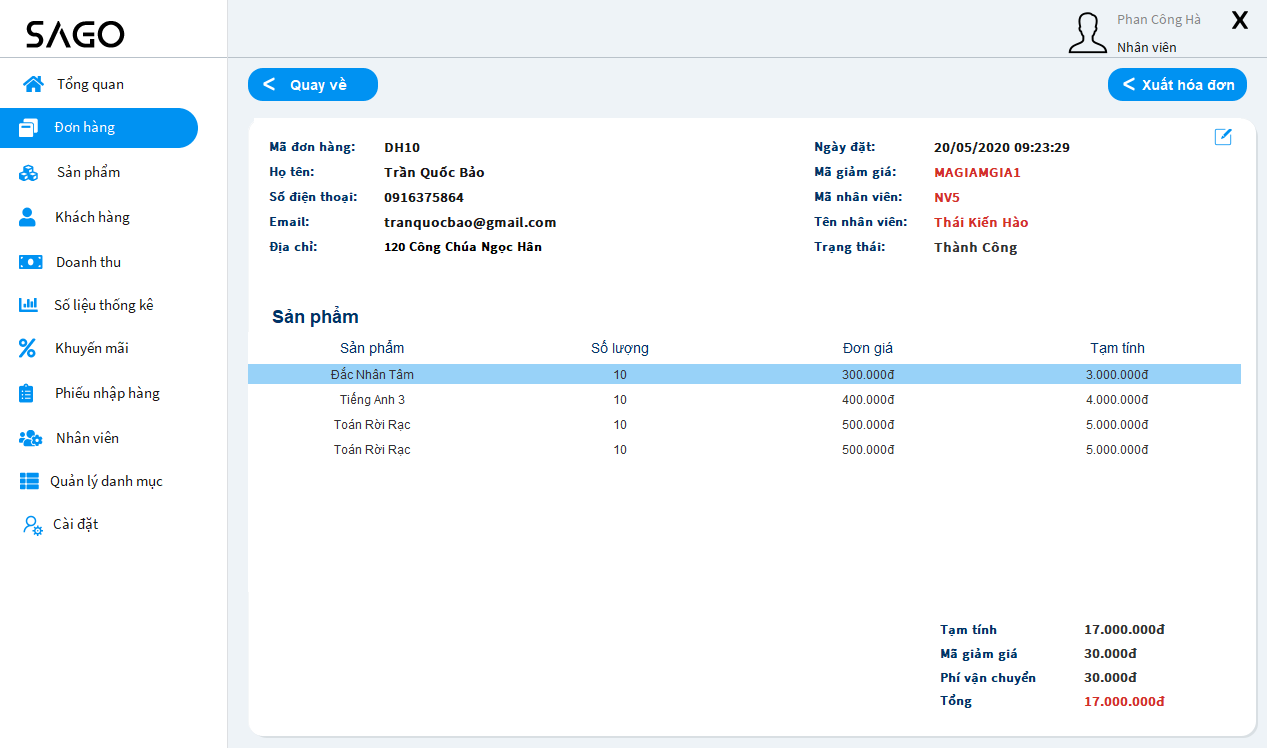 SAGO
Phan Công Hà
Nhân viên
X
Tổng quan
Đơn hàng
Sản phẩm
Khách hàng
Doanh thu
Số liệu thống kê
Khuyến mãi
Phiếu nhập hàng
Nhân viên
Quản lý danh mục
Cài đặt
< Quay về
< Xuất hóa đơn
Mã đơn hàng: DH10
Họ tên: Trần Quốc Bảo
Số điện thoại: 0916375864
Email: tranquocbao@gmail.com
Địa chỉ: 120 Công Chúa Ngọc Hân
Ngày đặt: 20/05/2020 09:23:29
Mã giảm giá: MAGIAMGIA1
Mã nhân viên: NV5
Tên nhân viên: Thái Kiến Hào
Trạng thái: Thành Công
Sản phẩm
Sản phẩm Số lượng Đơn giá Tạm tính
Đắc Nhân Tâm 10 300.000đ 3.000.000đ
Tiếng Anh 3 10 400.000đ 4.000.000đ
Toán Rời Rạc 10 500.000đ 5.000.000đ
Toán Rời Rạc 10 500.000đ 5.000.000đ
Tạm tính 17.000.000đ
Mã giảm giá 30.000đ
Phí vận chuyển 30.000đ
Tổng 17.000.000đ